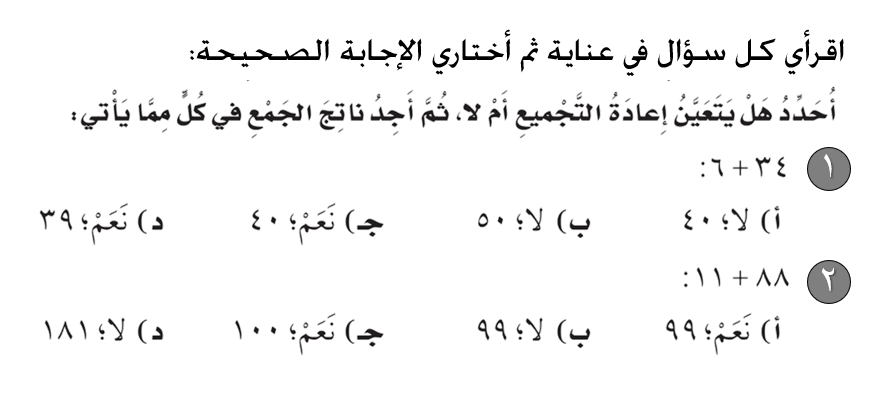 اقرأي كل سؤال في عناية ثم أختاري الإجابة الصحيحة:
أُحَدِّدُ هَلْ يَتَعَيَّنُ إِعادَةُ التَّجْميعِ أَمْ لا، ثُمَّ أَجِدُ ناتِجَ الجَمْعِ في كُلٍّ مِمَّا يَأْتي:
١ ٣٤ + ٦:
أ) لا؛ ٤٠ ب) لا؛ ٥٠ جـ) نَعَمْ؛ ٤٠ د) نَعَمْ؛ ٣٩
٢ ٨٨ + ١١:
أ) نَعَمْ؛ ٩٩ ب) لا؛ ٩٩ جـ) نَعَمْ؛ ١٠٠ د) لا؛ ١٨١